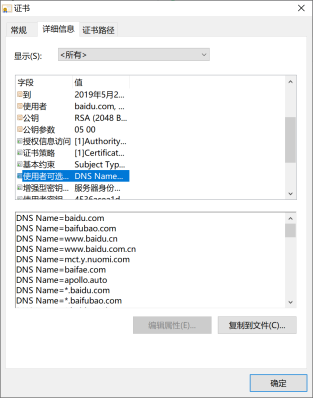 证书
常规 详细信息 证书路径
显示(S): <所有>
字段 值
到 2019年5月2...
使用者 baidu.com, ...
公钥 RSA (2048 B...
公钥参数 05 00
授权信息访问 [1]Authority...
证书策略 [1]Certificat...
基本约束 Subject Typ...
使用者可选... DNS Name...
增强型密钥... 服务器身份...
DNS Name=baidu.com
DNS Name=baifubao.com
DNS Name=www.baidu.cn
DNS Name=www.baidu.com.cn
DNS Name=mct.y.nuomi.com
DNS Name=baifae.com
DNS Name=apollo.auto
DNS Name=*.baidu.com
DNS Name=*.baifubao.com
编辑属性(E)... 复制到文件(C)...
确定